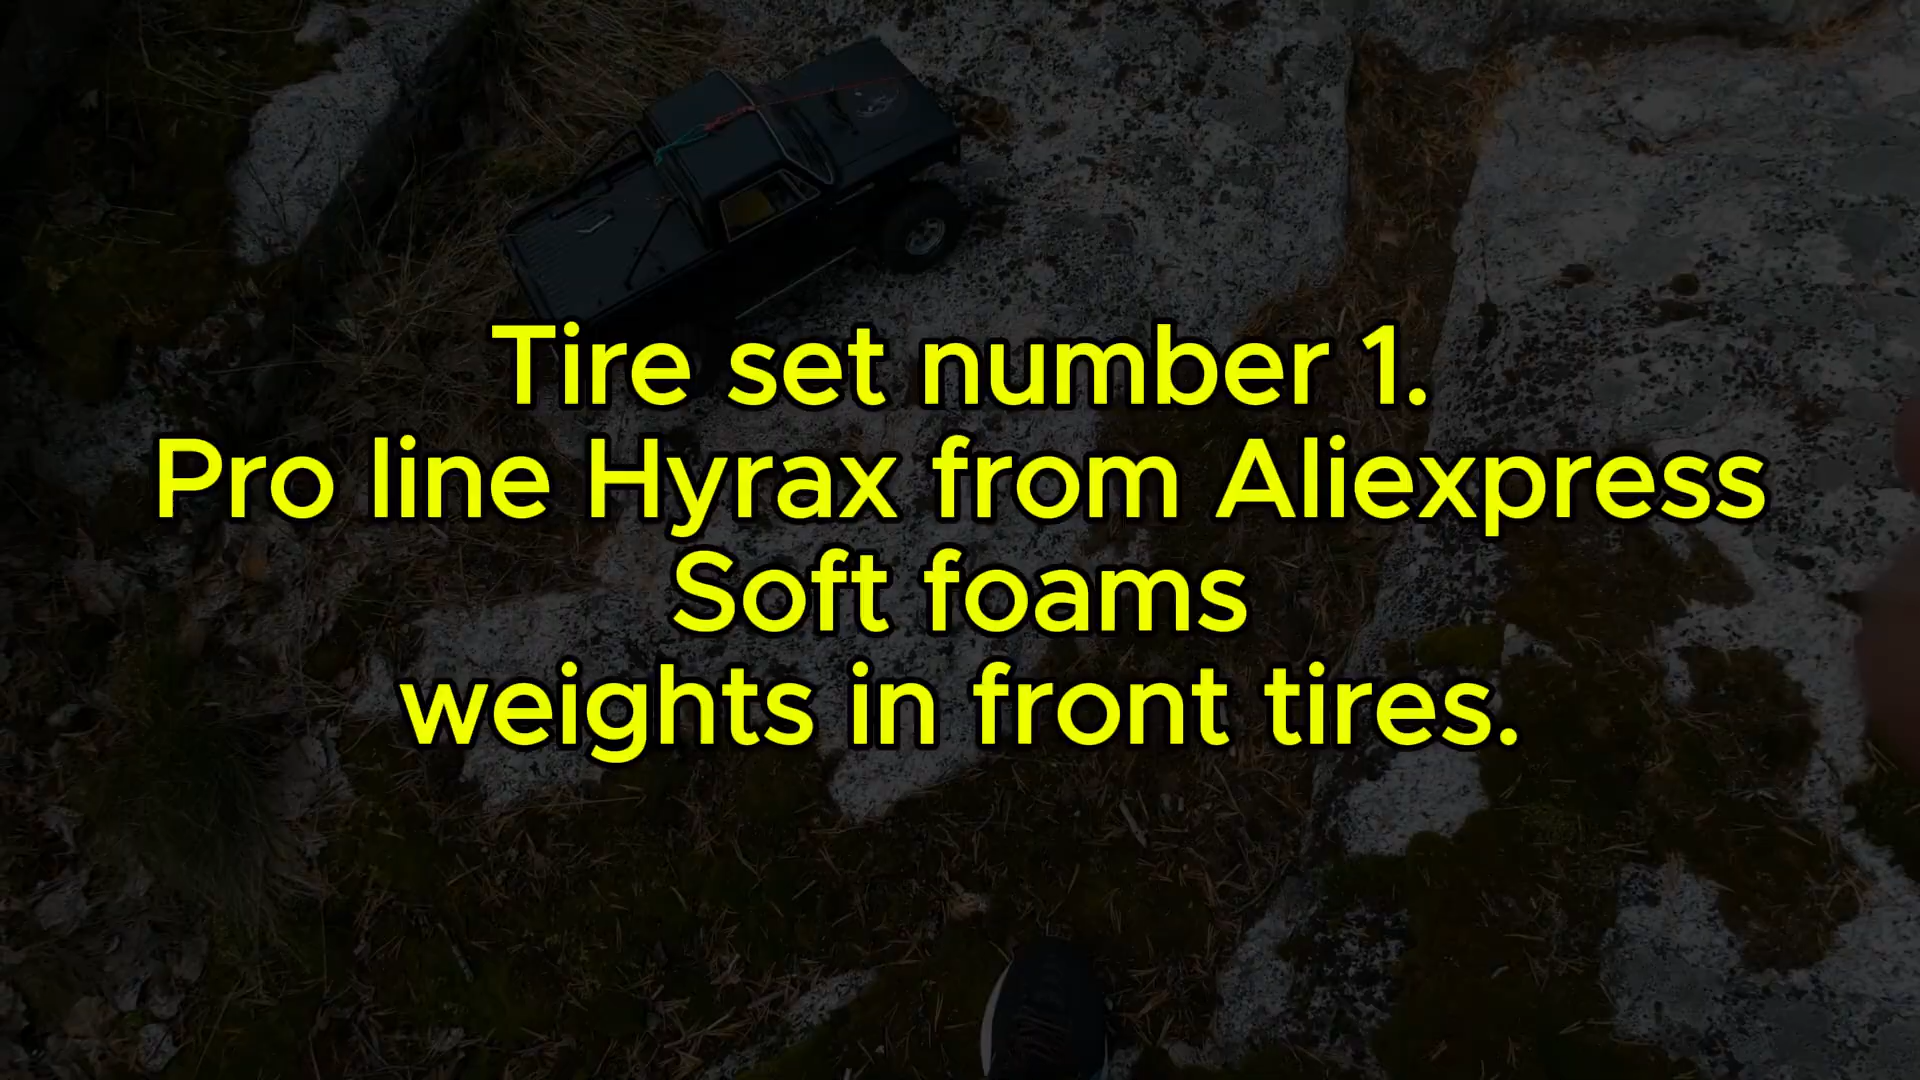 Tire set number 1.
Pro line Hyrax from Aliexpress
Soft foams
weights in front tires.